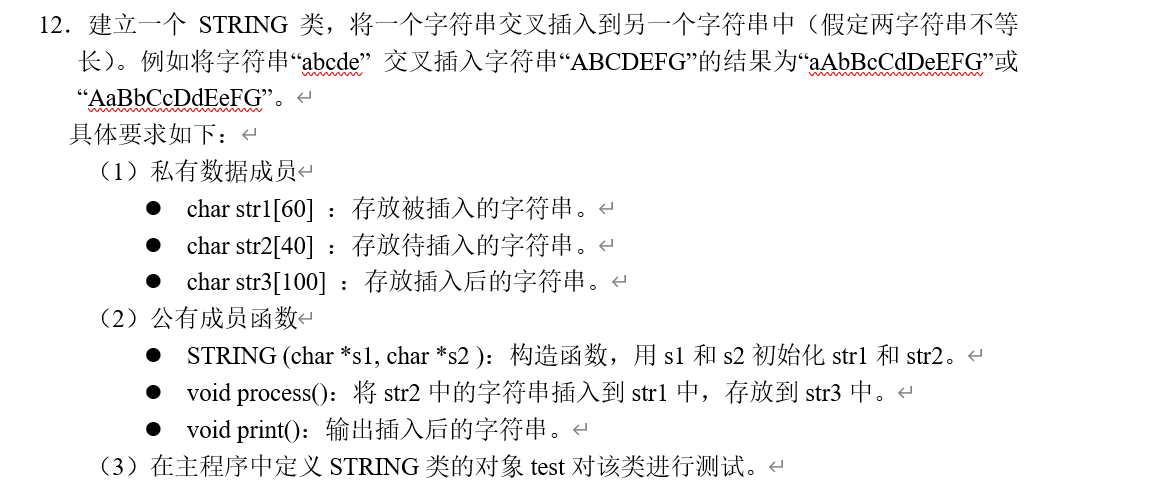 12．建立一个 STRING 类，将一个字符串交叉插入到另一个字符串中（假定两字符串不等
长）。例如将字符串“abcde” 交叉插入字符串“ABCDEFG”的结果为“aAbBcCdDeEFG”或
“AaBbCcDdEeFG”。↵
具体要求如下：↵
（1）私有数据成员↵
● char str1[60] ：存放被插入的字符串。↵
● char str2[40] ：存放待插入的字符串。↵
● char str3[100] ：存放插入后的字符串。↵
（2）公有成员函数↵
● STRING (char *s1, char *s2 )：构造函数，用 s1 和 s2 初始化 str1 和 str2。↵
● void process()：将 str2 中的字符串插入到 str1 中，存放到 str3 中。↵
● void print()：输出插入后的字符串。↵
（3）在主程序中定义 STRING 类的对象 test 对该类进行测试。↵